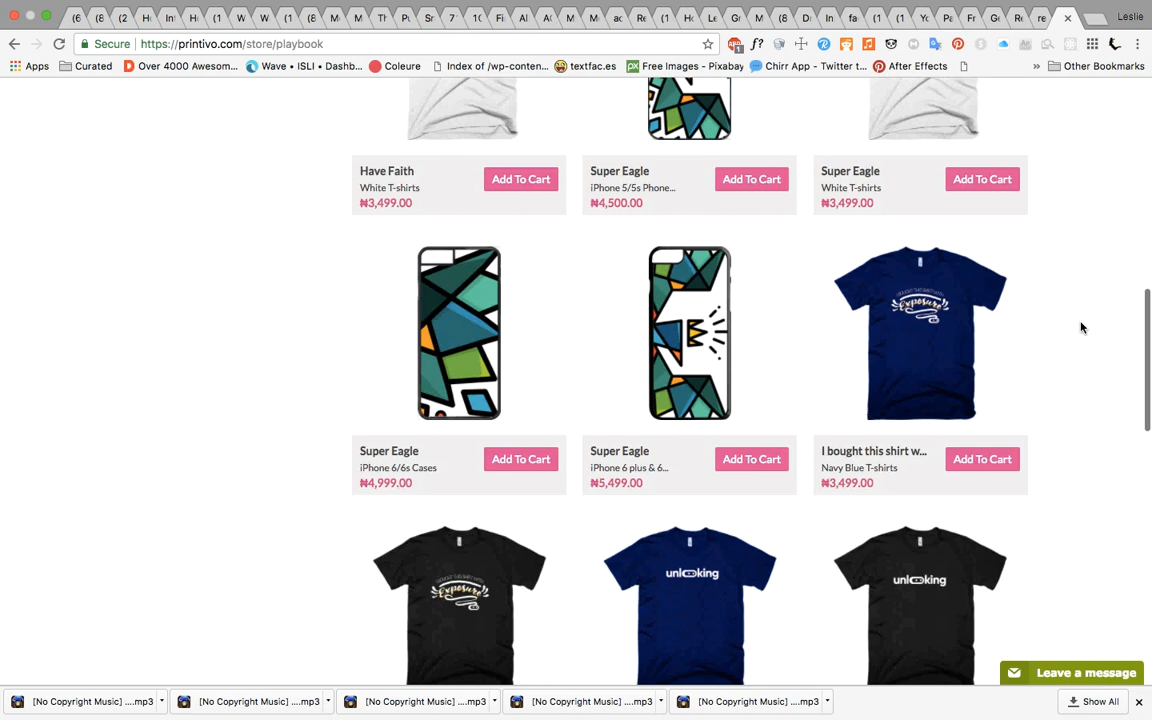 Leslie
Secure | https://printivo.com/store/playbook
Apps Curated Over 4000 Awesom... Wave • ISLI • Dashb... Coleure Index of /wp-conten... textfac.es Free Images - Pixabay Chirr App - Twitter t... After Effects » Other Bookmarks
Have Faith
White T-shirts
₦3,499.00
Add To Cart
Super Eagle
iPhone 5/5s Phone...
₦4,500.00
Add To Cart
Super Eagle
White T-shirts
₦3,499.00
Add To Cart
Exposure
Super Eagle
iPhone 6/6s Cases
₦4,999.00
Add To Cart
Super Eagle
iPhone 6 plus & 6...
₦5,499.00
Add To Cart
I bought this shirt w...
Navy Blue T-shirts
₦3,499.00
Add To Cart
Exposure
unlooking
unlooking
Leave a message
[No Copyright Music] ....mp3 [No Copyright Music] ....mp3 [No Copyright Music] ....mp3 [No Copyright Music] ....mp3 [No Copyright Music] ....mp3 Show All